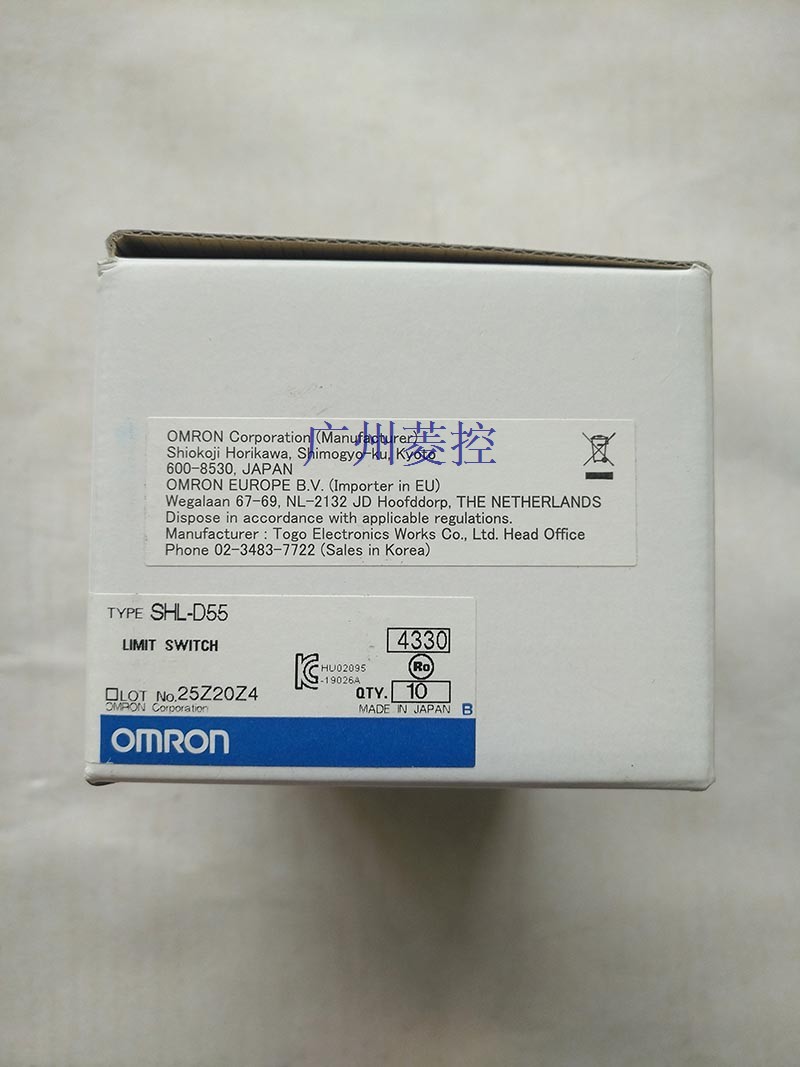 OMRON Corporation (Manufacturer)
Shiokoji Horikawa, Shimogyo-ku, Kyoto
600-8530, JAPAN
OMRON EUROPE B.V. (Importer in EU)
Wegalaan 67-69, NL-2132 JD Hoofddorp, THE NETHERLANDS
Dispose in accordance with applicable regulations.
Manufacturer : Togo Electronics Works Co., Ltd. Head Office
Phone 02-3483-7722 (Sales in Korea)
广州菱控
TYPE SHL-D55
LIMIT SWITCH
4330
HU02095
-19026A
Ro
LOT No. 25Z20Z4
QTY. 10
OMRON Corporation
MADE IN JAPAN B
OMRON